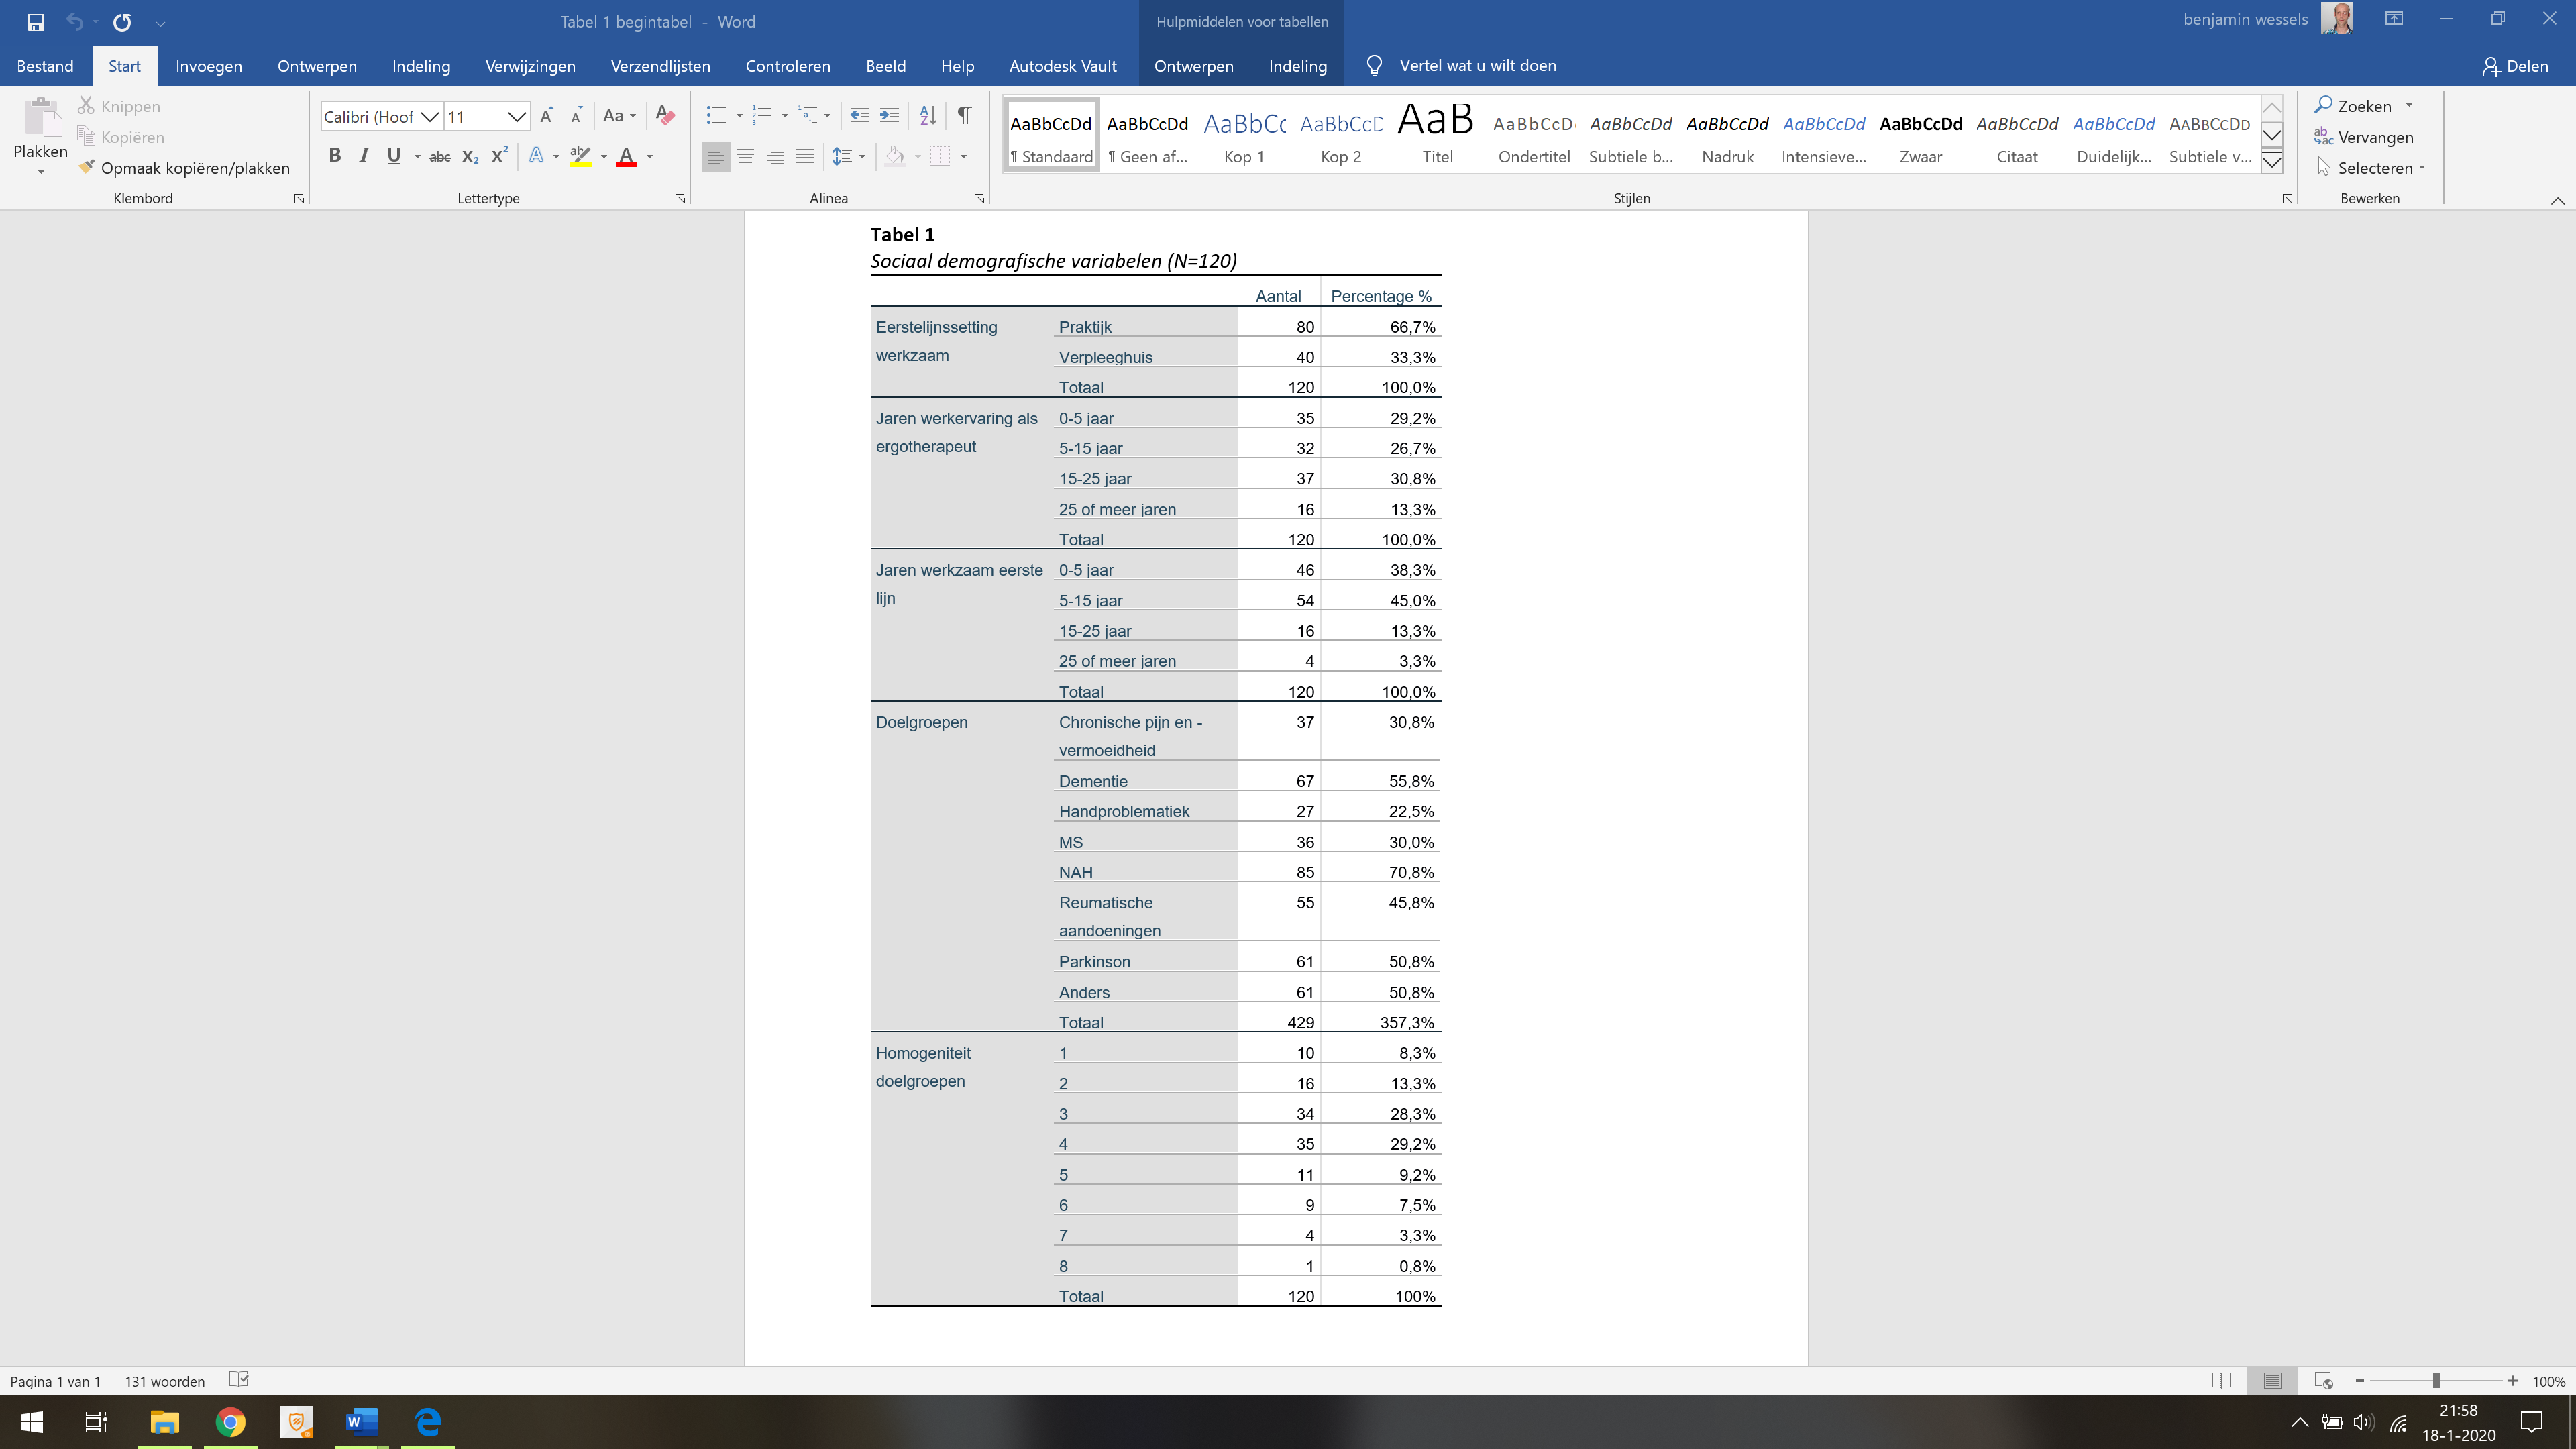 Tabel 1 begintabel - Word
Hulpmiddelen voor tabellen
benjamin wessels
Bestand Start Invoegen Ontwerpen Indeling Verwijzingen Verzendlijsten Controleren Beeld Help Autodesk Vault Ontwerpen Indeling Vertel wat u wilt doen Delen
Plakken
Knippen
Kopiëren
Opmaak kopiëren/plakken
Klembord
Calibri (Hoof 11
Lettertype
Alinea
AaBbCcDd AaBbCcDd AaBbCc AaBbCcD AaB AaBbCcD AaBbCcDd AaBbCcDd AaBbCcDd AaBbCcDd AaBbCcDd AaBbCcDd AaBbCcDd
¶ Standaard ¶ Geen af... Kop 1 Kop 2 Titel Ondertitel Subtiele b... Nadruk Intensieve... Zwaar Citaat Duidelijk... Subtiele v...
Stijlen
Zoeken
Vervangen
Selecteren
Bewerken
Tabel 1
Sociaal demografische variabelen (N=120)
Aantal Percentage %
Eerstelijnssetting Praktijk 80 66,7%
werkzaam Verpleeghuis 40 33,3%
Totaal 120 100,0%
Jaren werkervaring als 0-5 jaar 35 29,2%
ergotherapeut 5-15 jaar 32 26,7%
15-25 jaar 37 30,8%
25 of meer jaren 16 13,3%
Totaal 120 100,0%
Jaren werkzaam eerste 0-5 jaar 46 38,3%
lijn 5-15 jaar 54 45,0%
15-25 jaar 16 13,3%
25 of meer jaren 4 3,3%
Totaal 120 100,0%
Doelgroepen Chronische pijn en - 37 30,8%
vermoeidheid
Dementie 67 55,8%
Handproblematiek 27 22,5%
MS 36 30,0%
NAH 85 70,8%
Reumatische 55 45,8%
aandoeningen
Parkinson 61 50,8%
Anders 61 50,8%
Totaal 429 357,3%
Homogeniteit 1 10 8,3%
doelgroepen 2 16 13,3%
3 34 28,3%
4 35 29,2%
5 11 9,2%
6 9 7,5%
7 4 3,3%
8 1 0,8%
Totaal 120 100%
Pagina 1 van 1 131 woorden 100%
21:58
18-1-2020